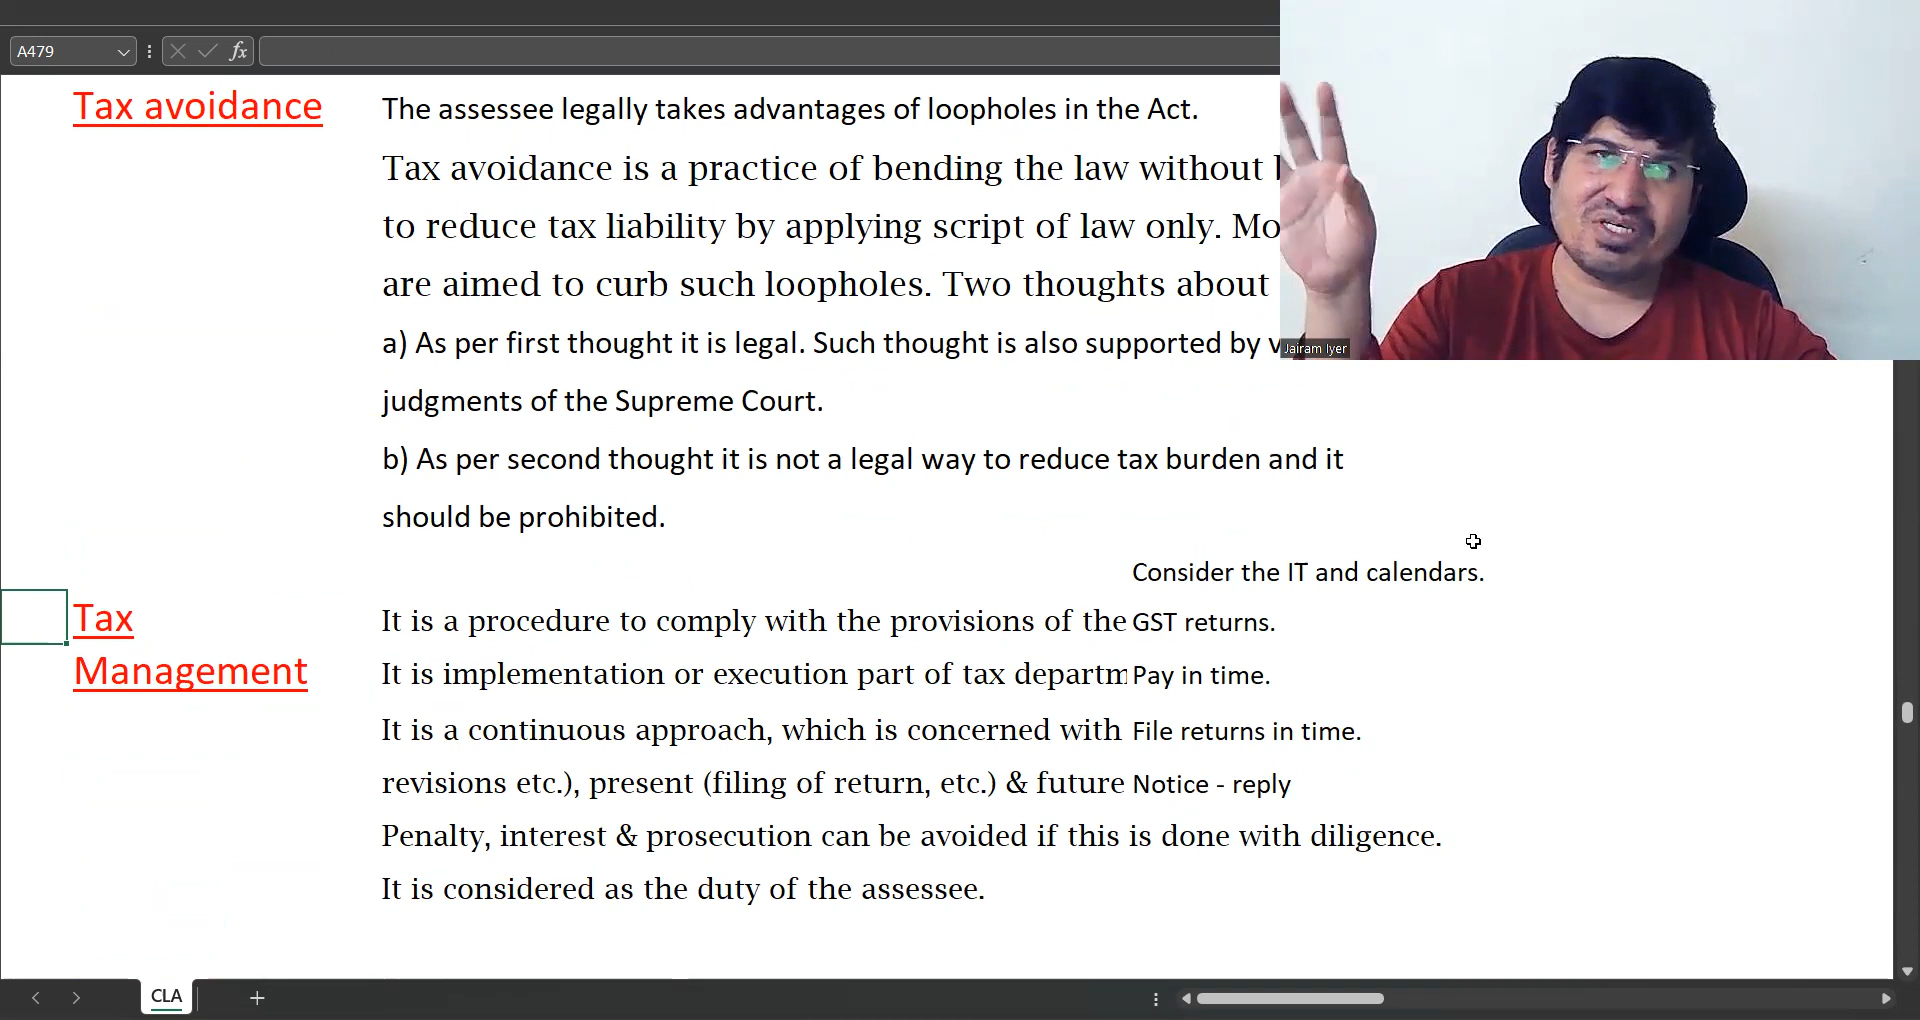 A479
fx
Tax avoidance
The assessee legally takes advantages of loopholes in the Act.
Tax avoidance is a practice of bending the law without
to reduce tax liability by applying script of law only.
are aimed to curb such loopholes. Two thoughts about
a) As per first thought it is legal. Such thought is also supported by
Jairam Iyer
judgments of the Supreme Court.
b) As per second thought it is not a legal way to reduce tax burden and it
should be prohibited.
Consider the IT and calendars.
Tax
Management
It is a procedure to comply with the provisions of the GST returns.
It is implementation or execution part of tax departm Pay in time.
It is a continuous approach, which is concerned with File returns in time.
revisions etc.), present (filing of return, etc.) & future Notice - reply
Penalty, interest & prosecution can be avoided if this is done with diligence.
It is considered as the duty of the assessee.
CLA